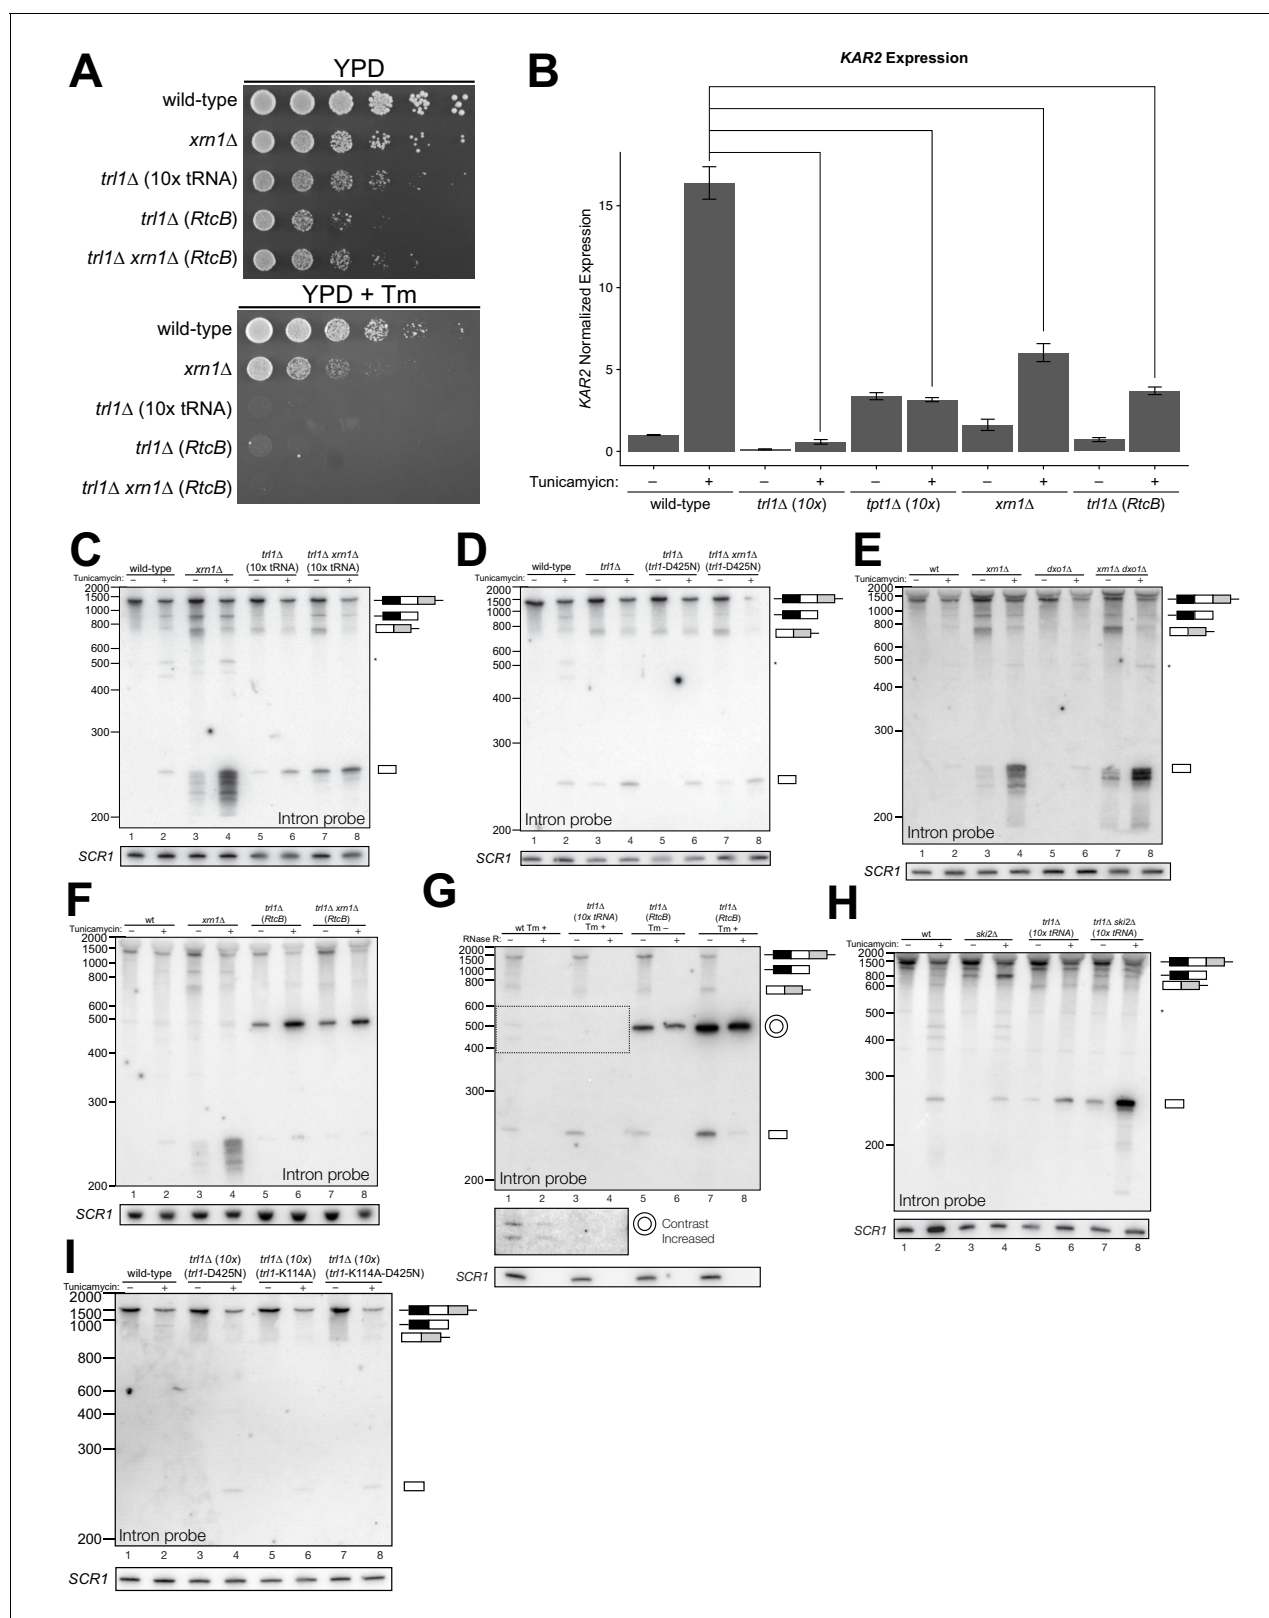 A
YPD
wild-type
xrn1Δ
trl1Δ (10x tRNA)
trl1Δ (RtcB)
trl1Δ xrn1Δ (RtcB)
YPD + Tm
wild-type
xrn1Δ
trl1Δ (10x tRNA)
trl1Δ (RtcB)
trl1Δ xrn1Δ (RtcB)
B
KAR2 Expression
KAR2 Normalized Expression
15
10
5
0
Tunicamyicn: – + – + – + – + – +
wild-type trl1Δ (10x) tpt1Δ (10x) xrn1Δ trl1Δ (RtcB)
C
wild-type xrn1Δ trl1Δ (10x tRNA) trl1Δ xrn1Δ (10x tRNA)
Tunicamycin: – + – + – + – +
2000
1500
1000
800
600
500
400
300
200
*
Intron probe
1 2 3 4 5 6 7 8
SCR1
D
wild-type trl1Δ trl1Δ (trl1-D425N) trl1Δ xrn1Δ (trl1-D425N)
Tunicamycin: – + – + – + – +
2000
1500
1000
800
600
500
400
300
200
*
Intron probe
1 2 3 4 5 6 7 8
SCR1
E
wt xrn1Δ dxo1Δ xrn1Δ dxo1Δ
Tunicamycin: – + – + – + – +
2000
1500
1000
800
600
500
400
300
200
*
Intron probe
1 2 3 4 5 6 7 8
SCR1
F
wt xrn1Δ trl1Δ (RtcB) trl1Δ xrn1Δ (RtcB)
Tunicamycin: – + – + – + – +
2000
1500
1000
800
600
500
400
300
200
Intron probe
1 2 3 4 5 6 7 8
SCR1
G
wt Tm + trl1Δ (10x tRNA) Tm + trl1Δ (RtcB) Tm – trl1Δ (RtcB) Tm +
RNase R: – + – + – + – +
2000
1500
1000
800
600
500
400
300
200
Intron probe
1 2 3 4 5 6 7 8
Contrast
Increased
SCR1
H
wt ski2Δ trl1Δ (10x tRNA) trl1Δ ski2Δ (10x tRNA)
Tunicamycin: – + – + – + – +
2000
1500
1000
800
600
500
400
300
200
*
Intron probe
SCR1
1 2 3 4 5 6 7 8
I
wild-type trl1Δ (10x) (trl1-D425N) trl1Δ (10x) (trl1-K114A) trl1Δ (10x) (trl1-K114A-D425N)
Tunicamycin: – + – + – + – +
2000
1500
1000
800
600
400
300
200
Intron probe
1 2 3 4 5 6 7 8
SCR1